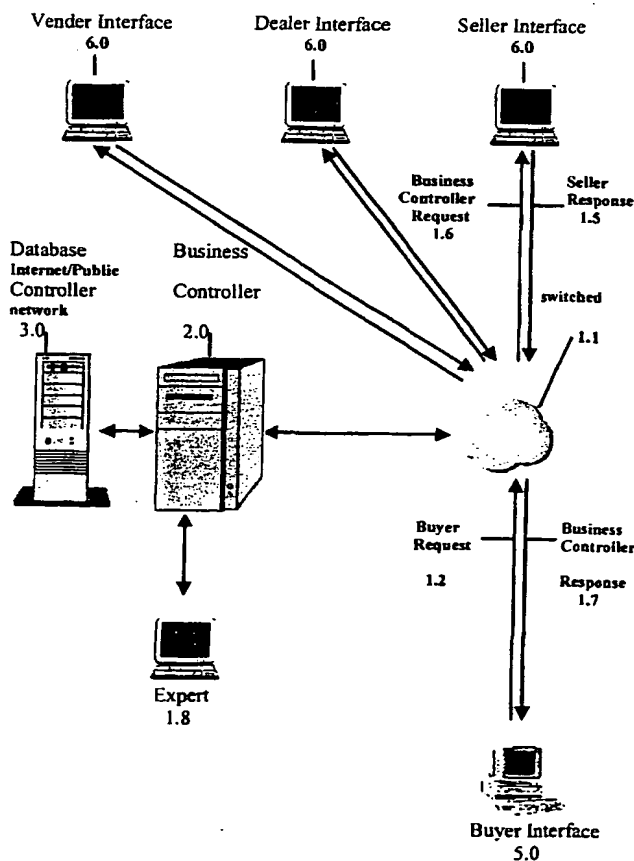 Vender Interface
6.0
Dealer Interface
6.0
Seller Interface
6.0
Business
Controller
Request
1.6
Seller
Response
1.5
Database
Internet/Public
Controller
network
3.0
Business
Controller
2.0
switched
1.1
Buyer
Request
1.2
Business
Controller
Response
1.7
Expert
1.8
Buyer Interface
5.0